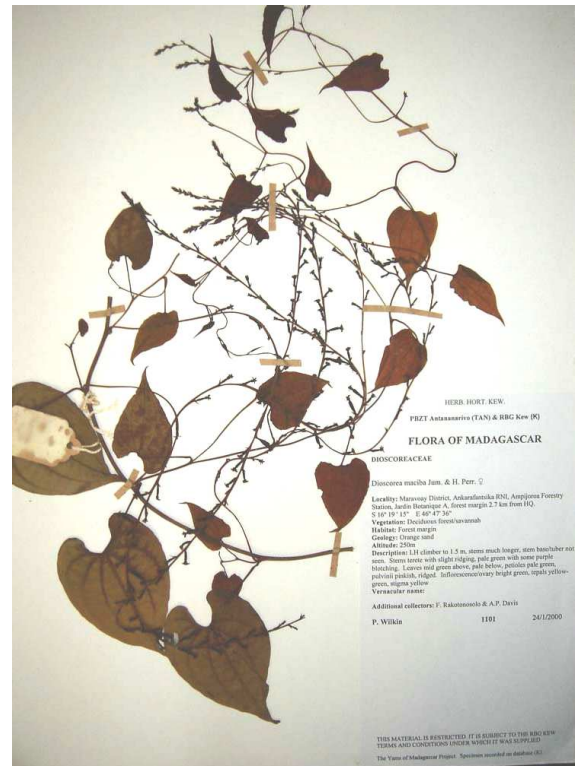 HERB. HORT. KEW.
PBZT Antananarivo (TAN) & RBG Kew (K)
FLORA OF MADAGASCAR
DIOSCOREACEAE
Dioscorea maciba Jum. & H. Perr. ♀
Locality: Maravoay District, Ankarafantsika RNI, Ampijoroa Forestry
Station, Jardin Botanique A, forest margin 2.7 km from HQ.
S 16° 19' 15" E 46° 47' 36"
Vegetation: Deciduous forest/savannah
Habitat: Forest margin
Geology: Orange sand
Altitude: 250m
Description: LH climber to 1.5 m, stems much longer, stem base/tuber not
seen. Stems terete with slight ridging, pale green with some purple
blotching. Leaves mid green above, pale below, petioles pale green,
pulvinii pinkish, ridged. Inflorescence/ovary bright green, tepals yellow-
green, stigma yellow
Vernacular name:
Additional collectors: F. Rakotonasolo & A.P. Davis
P. Wilkin 1101 24/1/2000
THIS MATERIAL IS RESTRICTED. IT IS SUBJECT TO THE RBG KEW
TERMS AND CONDITIONS UNDER WHICH IT WAS SUPPLIED
The Yams of Madagascar Project Specimen recorded on database (K)